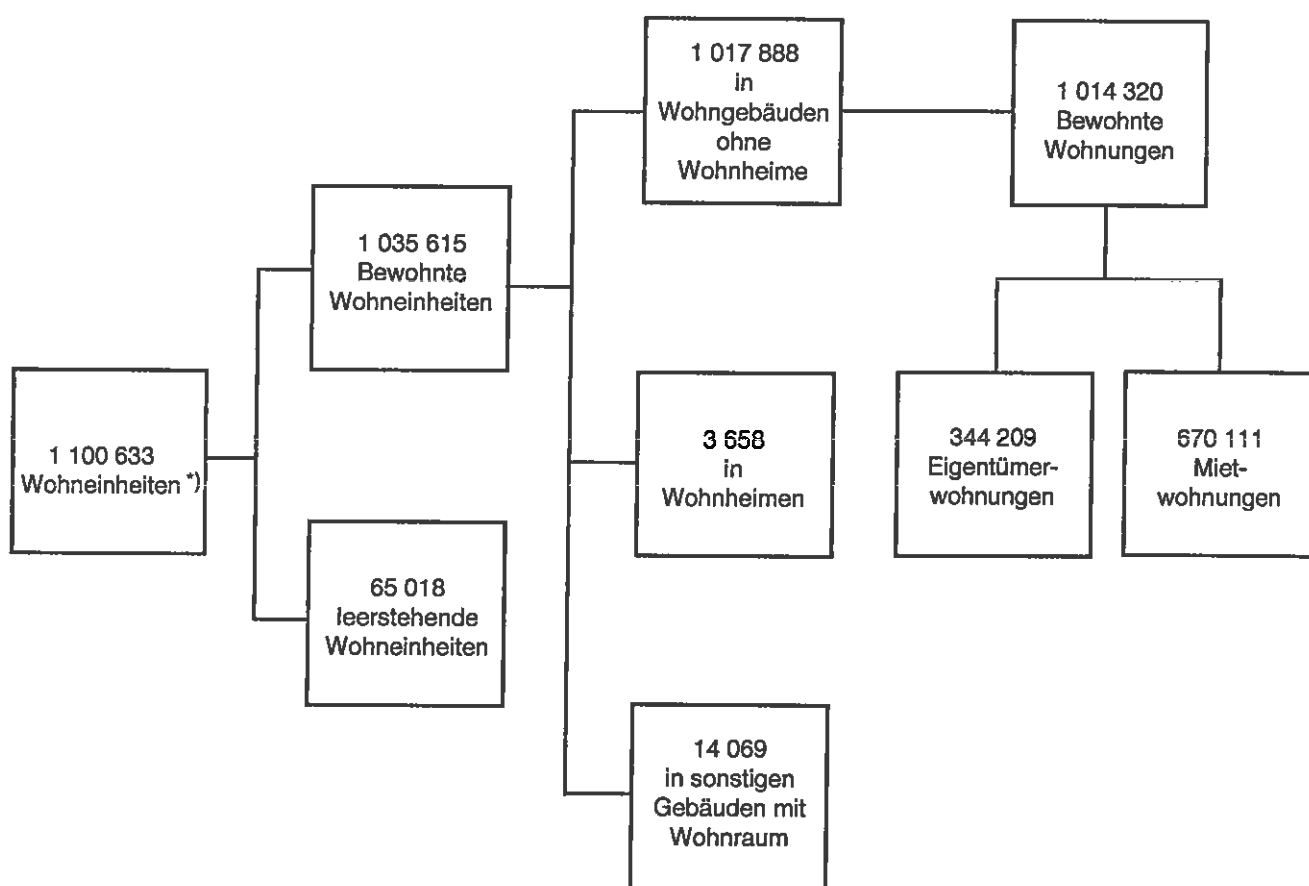 1 017 888
in
Wohngebäuden
ohne
Wohnheime
1 014 320
Bewohnte
Wohnungen
1 035 615
Bewohnte
Wohneinheiten
1 100 633
Wohneinheiten *)
3 658
in
Wohnheimen
344 209
Eigentümer-
wohnungen
670 111
Miet-
wohnungen
65 018
leerstehende
Wohneinheiten
14 069
in sonstigen
Gebäuden mit
Wohnraum